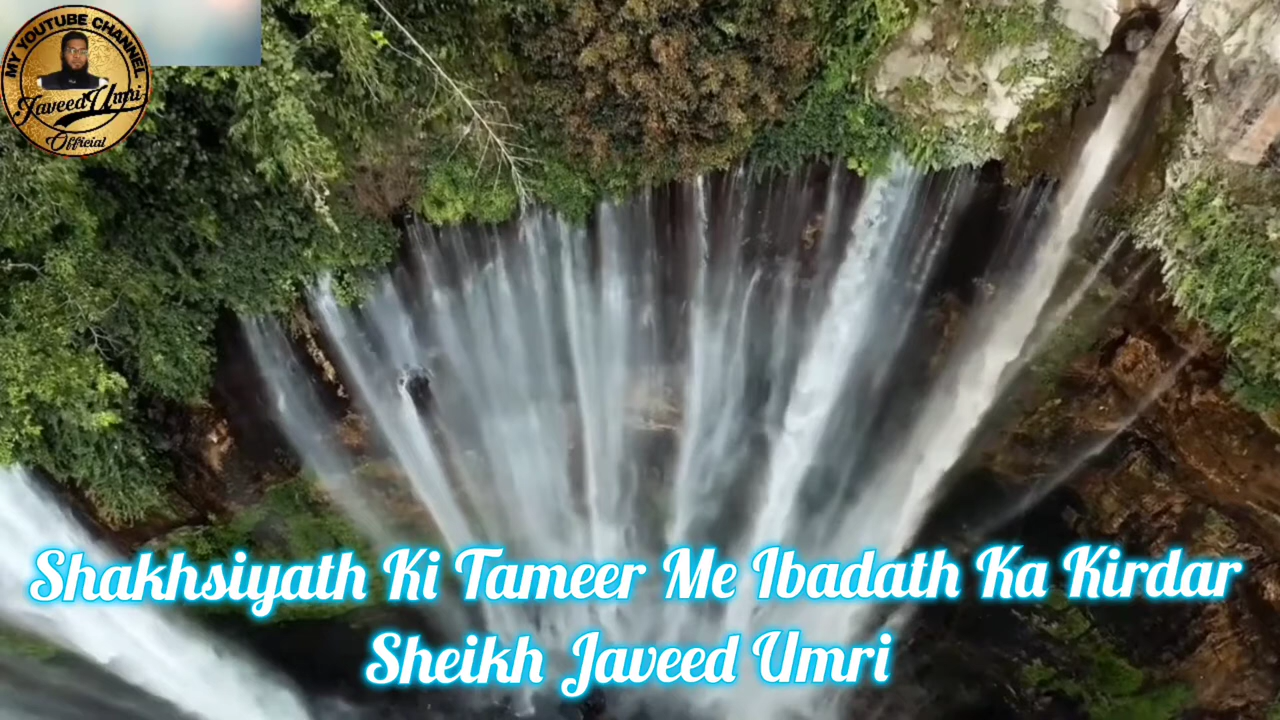 MY YOUTUBE CHANNEL
Javeed Umri
Official
Shakhsiyath Ki Tameer Me Ibadath Ka Kirdar
Sheikh Javeed Umri